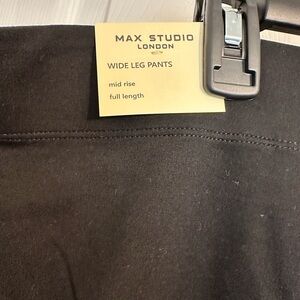 MAX STUDIO
LONDON
WIDE LEG PANTS
mid rise
full length